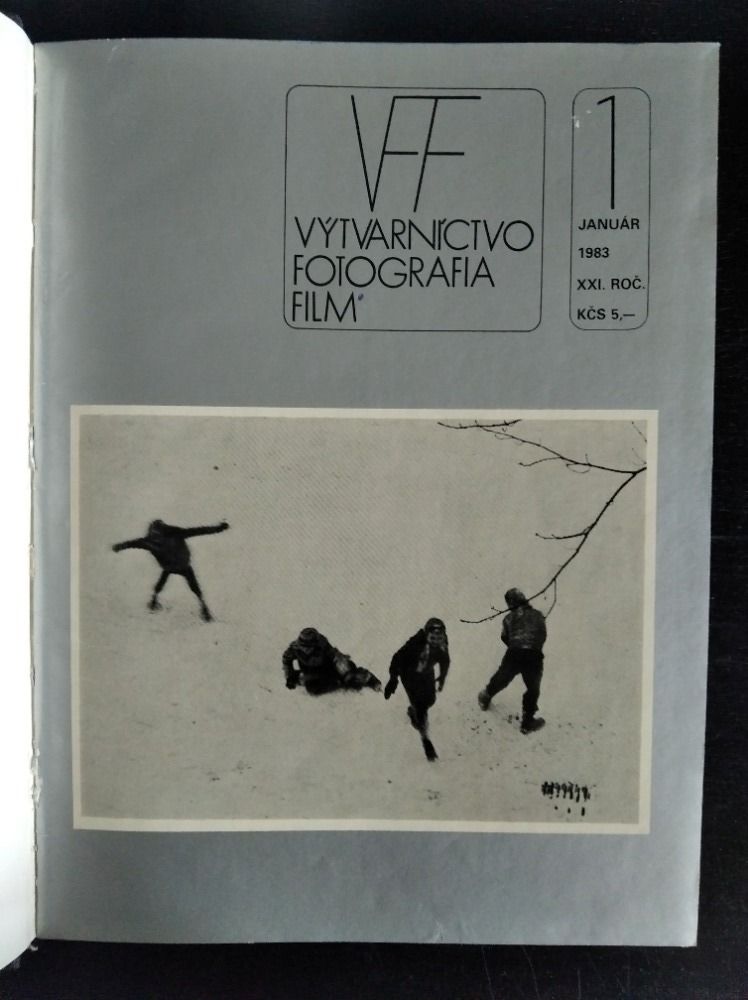 VFF
VÝTVARNÍCTVO
FOTOGRAFIA
FILM
1
JANUÁR
1983
XXI. ROČ.
KČS 5,—